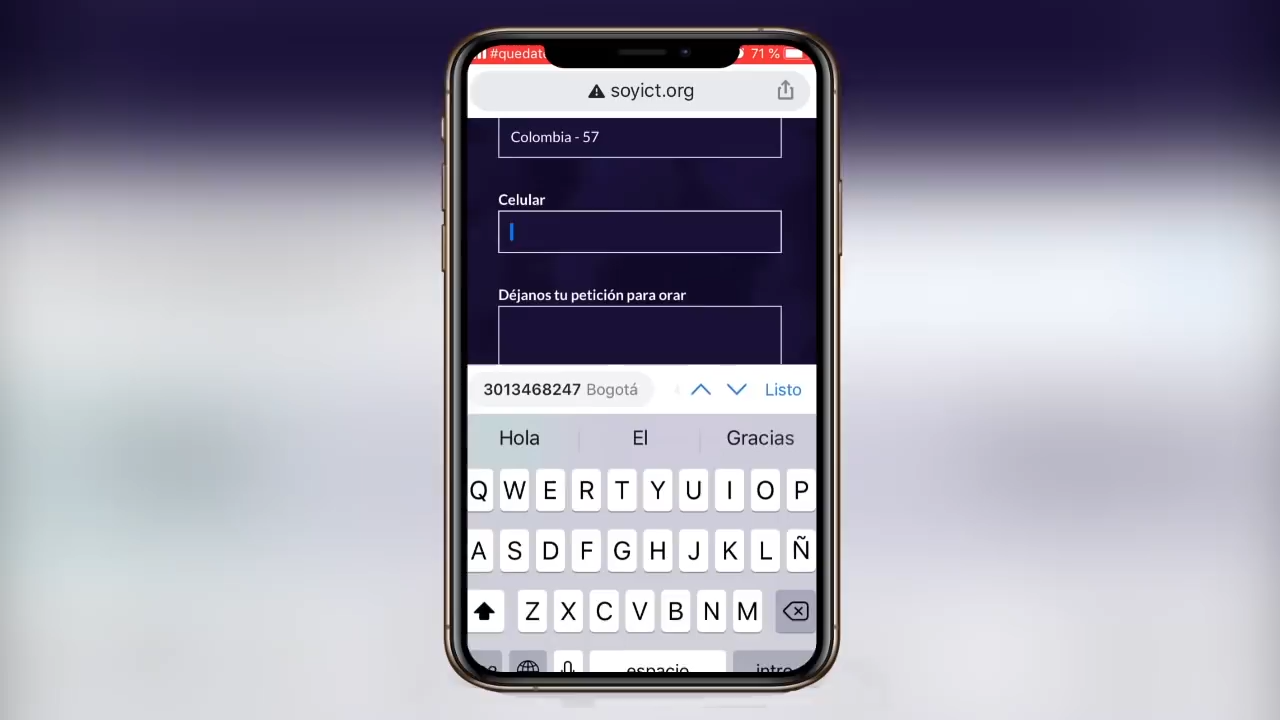 #quedat
71 %
soyict.org
Colombia - 57
Celular
Déjanos tu petición para orar
3013468247 Bogotá
Listo
Hola El Gracias
Q W E R T Y U I O P
A S D F G H J K L Ñ
Z X C V B N M
espacio intro